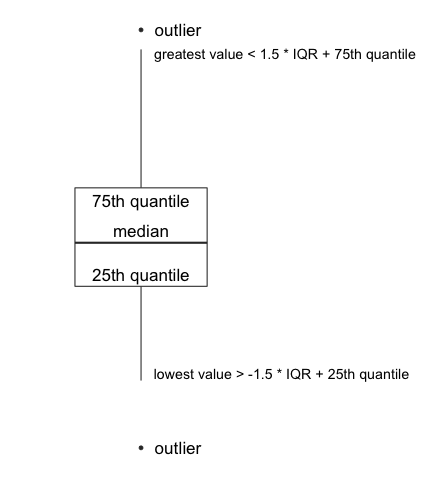 outlier
greatest value < 1.5 * IQR + 75th quantile
75th quantile
median
25th quantile
lowest value > -1.5 * IQR + 25th quantile
outlier